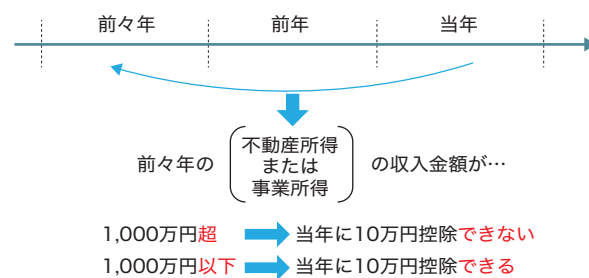 前々年 前年 当年
不動産所得
または
前々年の の収入金額が…
事業所得
1,000万円超 当年に10万円控除できない
1,000万円以下 当年に10万円控除できる